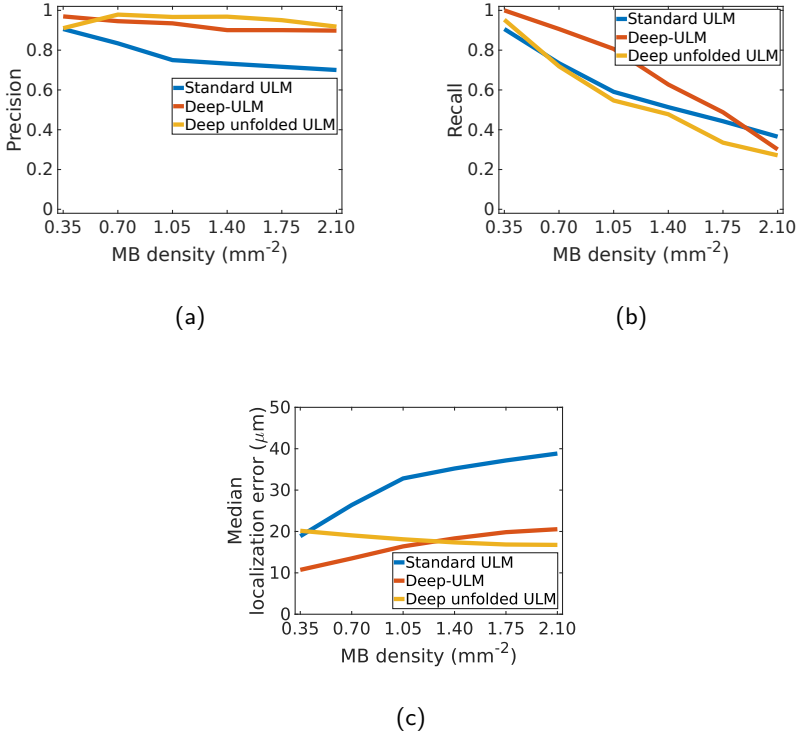 1
0.8
0.6
0.4
0.2
0
Precision
Standard ULM
Deep-ULM
Deep unfolded ULM
0.35 0.70 1.05 1.40 1.75 2.10
MB density (mm-2)
(a)
1
0.8
0.6
0.4
0.2
0
Recall
Standard ULM
Deep-ULM
Deep unfolded ULM
0.35 0.70 1.05 1.40 1.75 2.10
MB density (mm-2)
(b)
50
40
30
20
10
0
Median
localization error (μm)
Standard ULM
Deep-ULM
Deep unfolded ULM
0.35 0.70 1.05 1.40 1.75 2.10
MB density (mm-2)
(c)